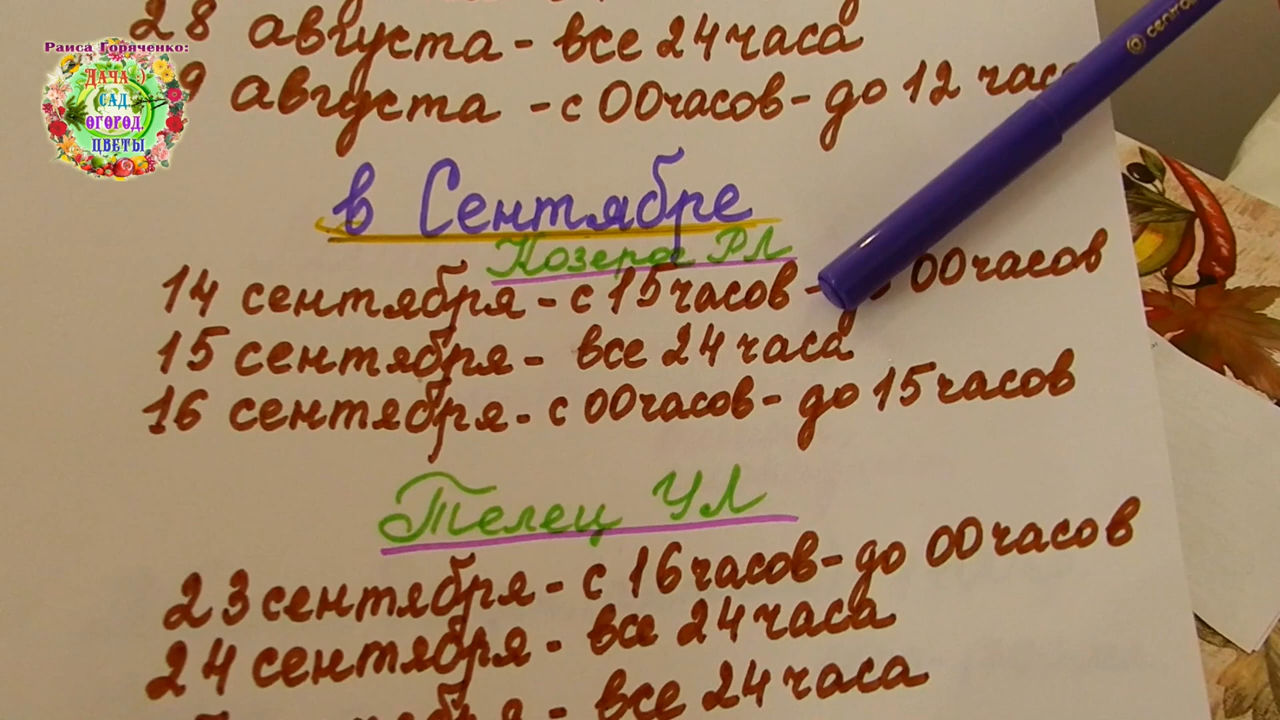 28 августа - все 24 часа
Раиса Горяченко:
Дача :)
сад,
огород,
цветы
9 августа - с 00 часов - до 12 час
в Сентябре
Козерог РЛ
14 сентября - с 15 часов - 00 часов
15 сентября - все 24 часа
16 сентября - с 00 часов - до 15 часов
Телец УЛ
23 сентября - с 16 часов - до 00 часов
24 сентября - все 24 часа
- все 24 часа